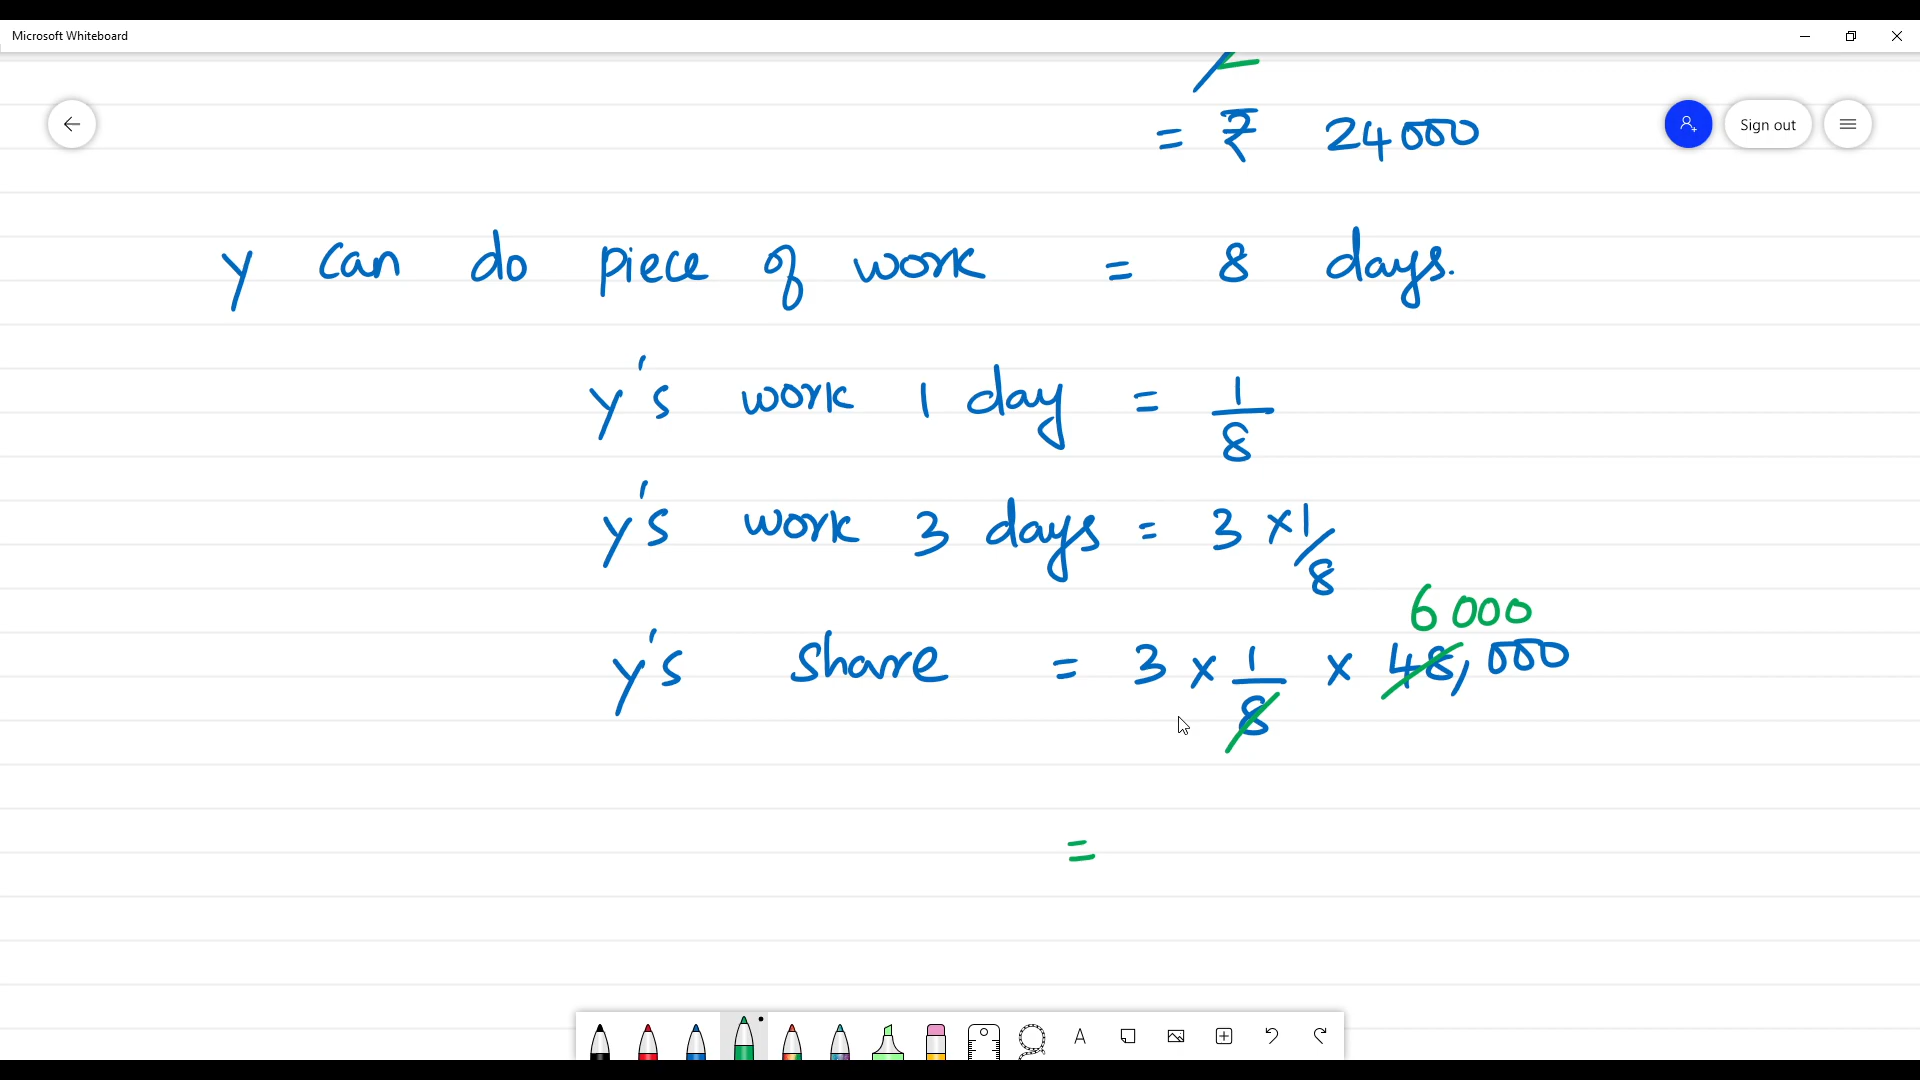 Microsoft Whiteboard
= ₹ 24000
Sign out
y can do piece of work = 8 days.
y's work 1 day = 1/8
y's work 3 days = 3 × 1/8
6000
y's share = 3 × 1/8 × 48,000
=
A